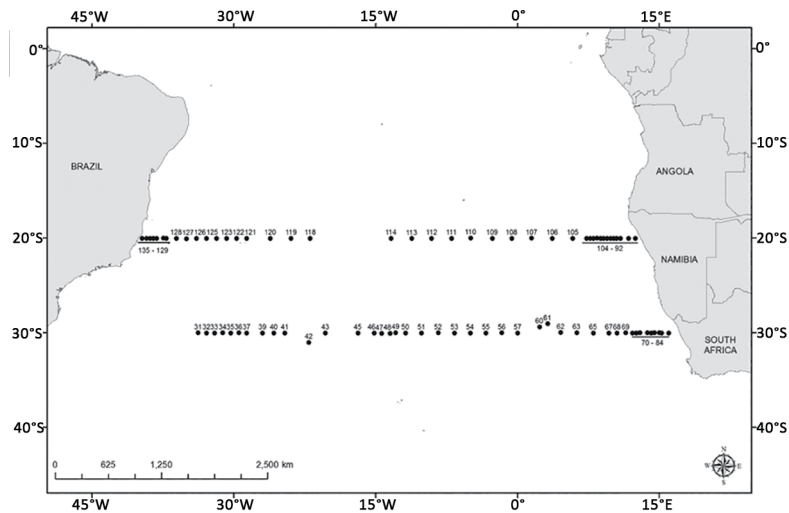 45°W 30°W 15°W 0° 15°E
0° 0°
10°S 10°S
BRAZIL
ANGOLA
128 127 126 125 123 122 121 120 119 118 114 113 112 111 110 109 108 107 106 105
20°S 20°S
135 - 129 104 - 92
NAMIBIA
60 61
31 32 33 34 35 36 37 39 40 41 43 45 46 47 48 49 50 51 52 53 54 55 56 57 62 63 65 67 68 69
30°S 30°S
42
70 - 84
SOUTH
AFRICA
40°S 40°S
0 625 1,250 2,500 km
N
W E
S
45°W 30°W 15°W 0° 15°E